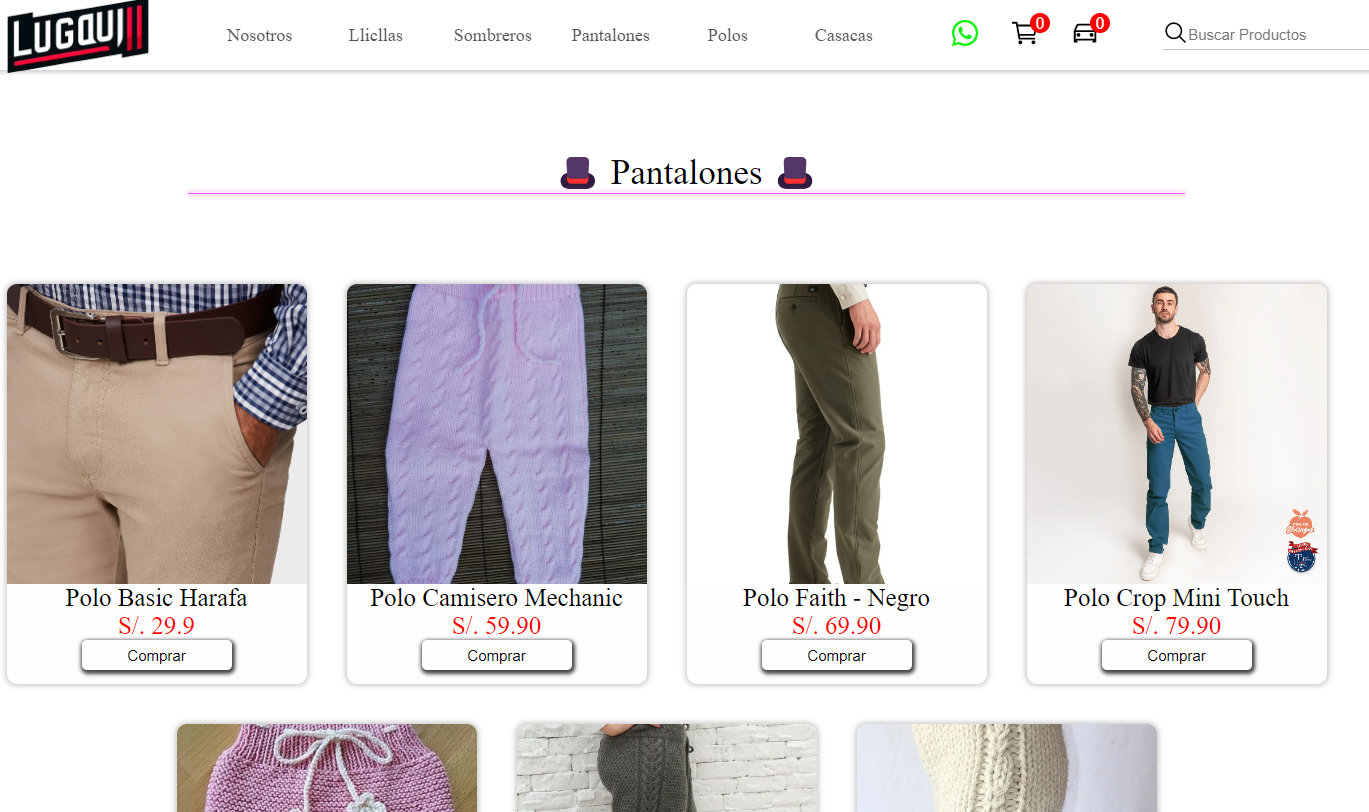 LUGQUI
Nosotros
Llicllas
Sombreros
Pantalones
Polos
Casacas
0
0
Buscar Productos
Pantalones
Polo Basic Harafa
S/. 29.9
Comprar
Polo Camisero Mechanic
S/. 59.90
Comprar
Polo Faith - Negro
S/. 69.90
Comprar
Polo Crop Mini Touch
S/. 79.90
Comprar